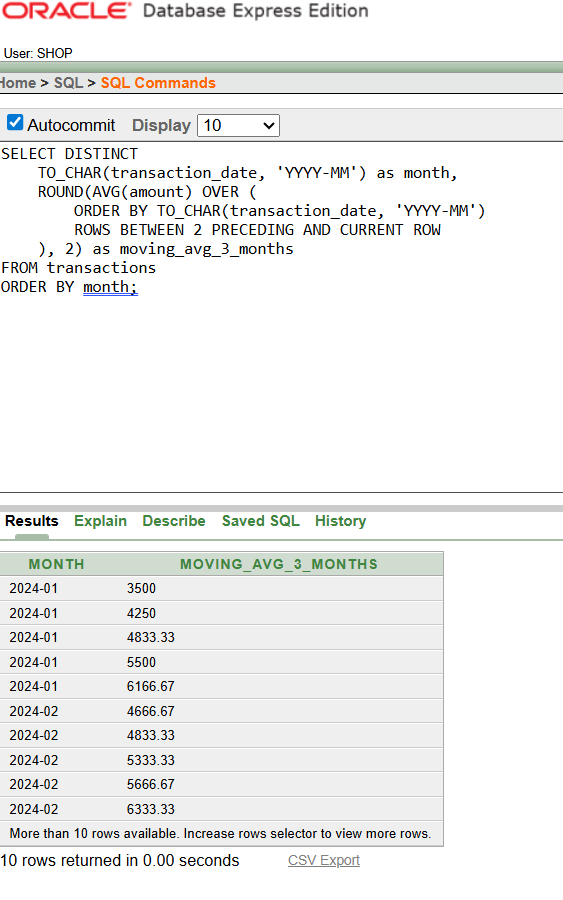 ORACLE® Database Express Edition
User: SHOP
Home > SQL > SQL Commands
Autocommit Display 10
SELECT DISTINCT
    TO_CHAR(transaction_date, 'YYYY-MM') as month,
    ROUND(AVG(amount) OVER (
        ORDER BY TO_CHAR(transaction_date, 'YYYY-MM')
        ROWS BETWEEN 2 PRECEDING AND CURRENT ROW
    ), 2) as moving_avg_3_months
FROM transactions
ORDER BY month;
Results Explain Describe Saved SQL History
MONTH MOVING_AVG_3_MONTHS
2024-01 3500
2024-01 4250
2024-01 4833.33
2024-01 5500
2024-01 6166.67
2024-02 4666.67
2024-02 4833.33
2024-02 5333.33
2024-02 5666.67
2024-02 6333.33
More than 10 rows available. Increase rows selector to view more rows.
10 rows returned in 0.00 seconds CSV Export